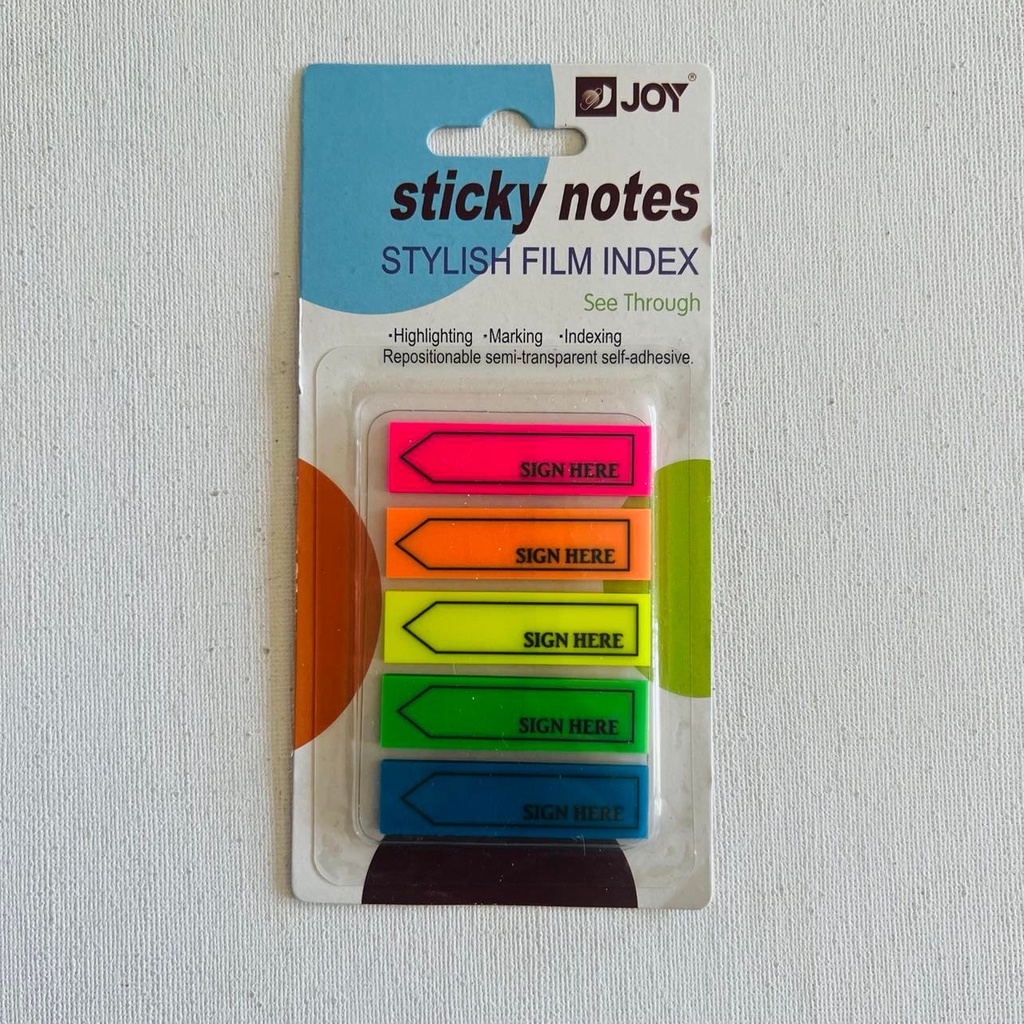 JOY®
sticky notes
STYLISH FILM INDEX
See Through
·Highlighting ·Marking ·Indexing
Repositionable semi-transparent self-adhesive.
SIGN HERE
SIGN HERE
SIGN HERE
SIGN HERE
SIGN HERE